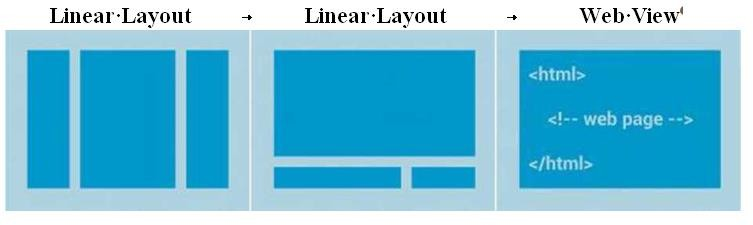 Linear·Layout → Linear·Layout → Web·View
<html>
<!-- web page -->
</html>